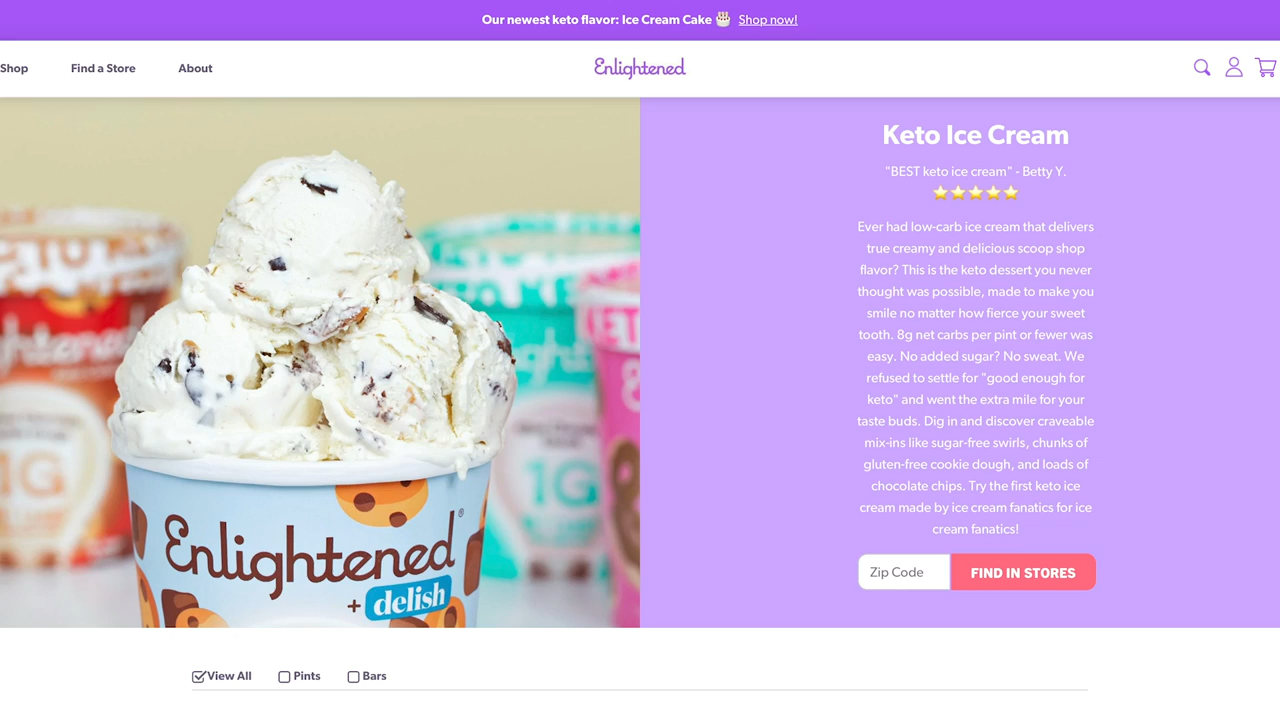 Our newest keto flavor: Ice Cream Cake 🎂 Shop now!
Shop
Find a Store
About
Enlightened
Keto Ice Cream
"BEST keto ice cream" - Betty Y.
⭐⭐⭐⭐⭐
Ever had low-carb ice cream that delivers
true creamy and delicious scoop shop
flavor? This is the keto dessert you never
thought was possible, made to make you
smile no matter how fierce your sweet
tooth. 8g net carbs per pint or fewer was
easy. No added sugar? No sweat. We
refused to settle for "good enough for
keto" and went the extra mile for your
taste buds. Dig in and discover craveable
mix-ins like sugar-free swirls, chunks of
gluten-free cookie dough, and loads of
chocolate chips. Try the first keto ice
cream made by ice cream fanatics for ice
cream fanatics!
Zip Code
FIND IN STORES
1G
1G
Enlightened®
+ delish
View All
Pints
Bars